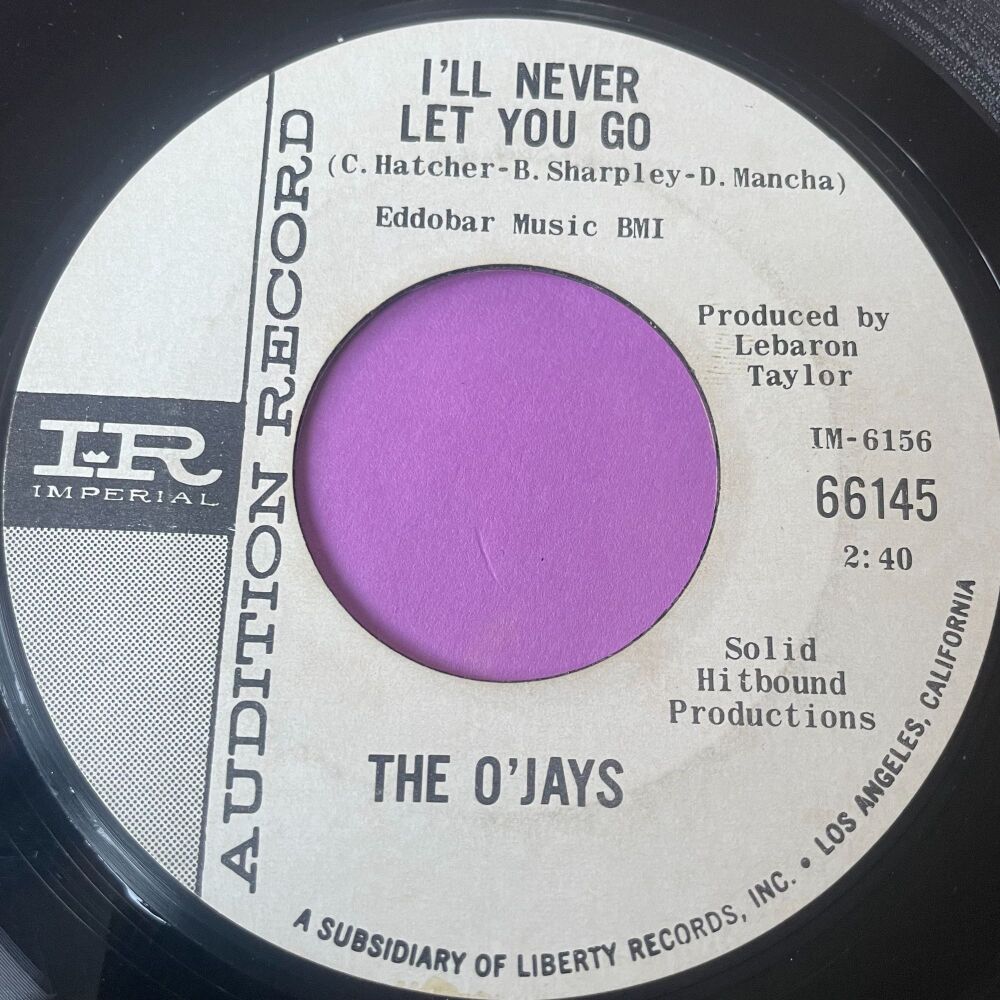 I'LL NEVER
LET YOU GO
(C. Hatcher-B. Sharpley-D. Mancha)
Eddobar Music BMI
Produced by
Lebaron
Taylor
IM-6156
66145
2:40
Solid
Hitbound
Productions
THE O'JAYS
AUDITION RECORD
IR
IMPERIAL
A SUBSIDIARY OF LIBERTY RECORDS, INC. • LOS ANGELES, CALIFORNIA